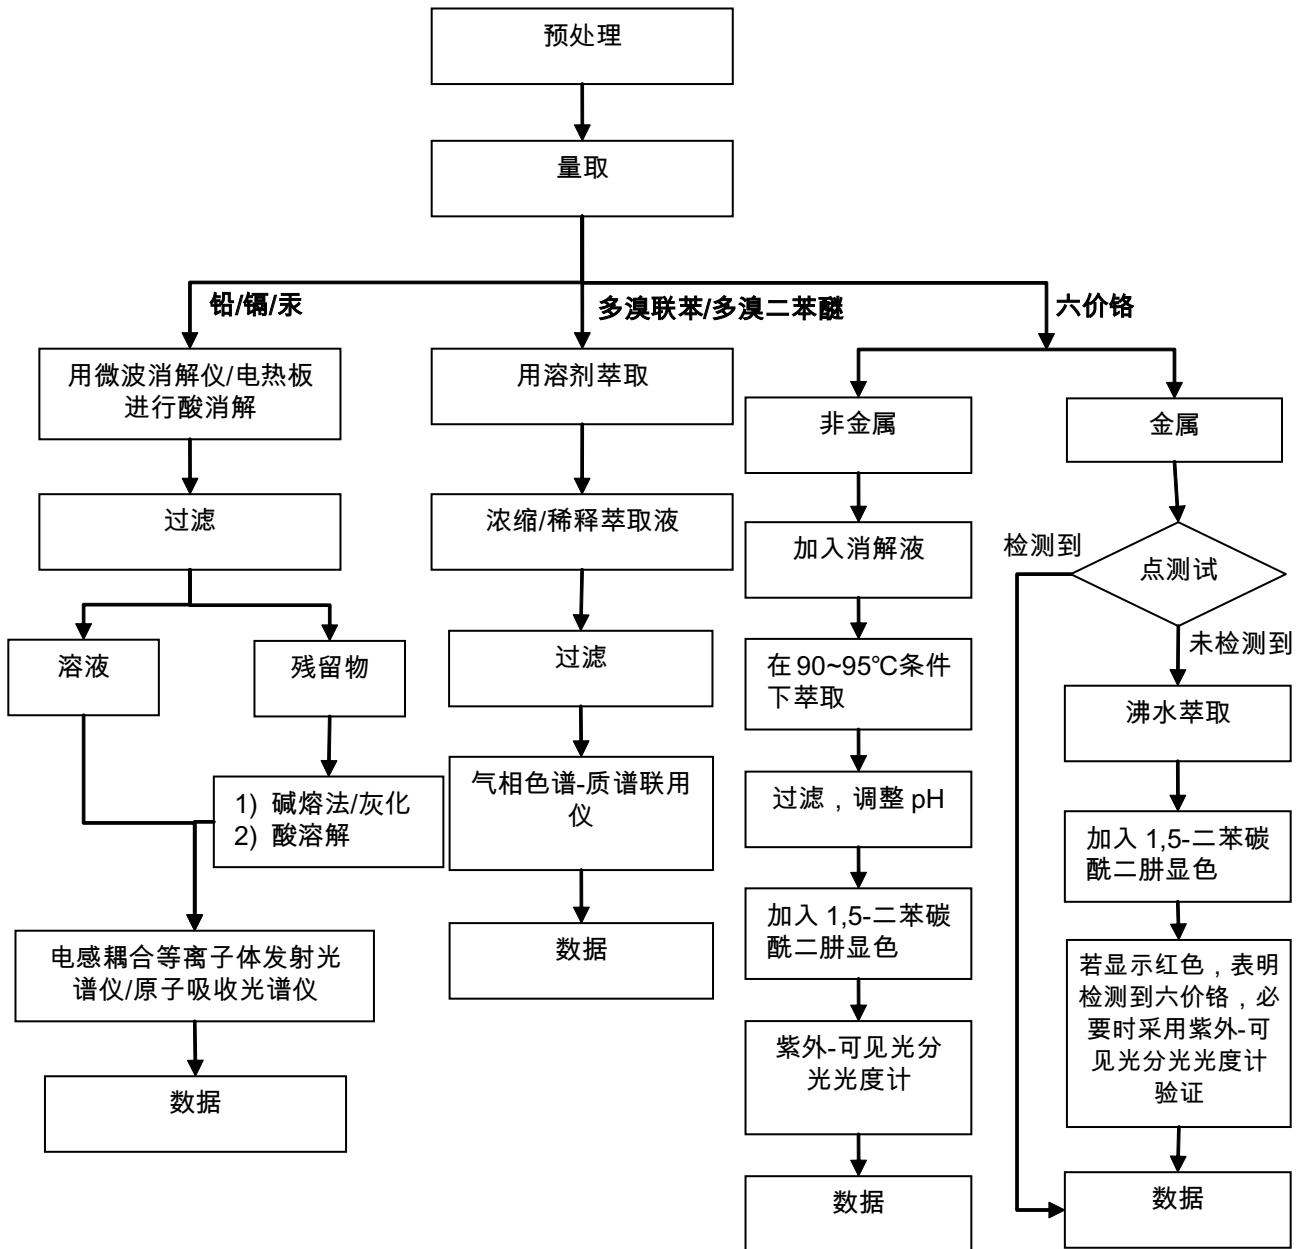 预处理
量取
铅/镉/汞
多溴联苯/多溴二苯醚
六价铬
用微波消解仪/电热板
进行酸消解
过滤
溶液
残留物
1) 碱熔法/灰化
2) 酸溶解
电感耦合等离子体发射光
谱仪/原子吸收光谱仪
数据
用溶剂萃取
浓缩/稀释萃取液
过滤
气相色谱-质谱联用
仪
数据
非金属
加入消解液
在 90~95℃条件
下萃取
过滤，调整 pH
加入 1,5-二苯碳
酰二肼显色
紫外-可见光分
光光度计
数据
金属
点测试
检测到
未检测到
沸水萃取
加入 1,5-二苯碳
酰二肼显色
若显示红色，表明
检测到六价铬，必
要时采用紫外-可
见光分光光度计
验证
数据